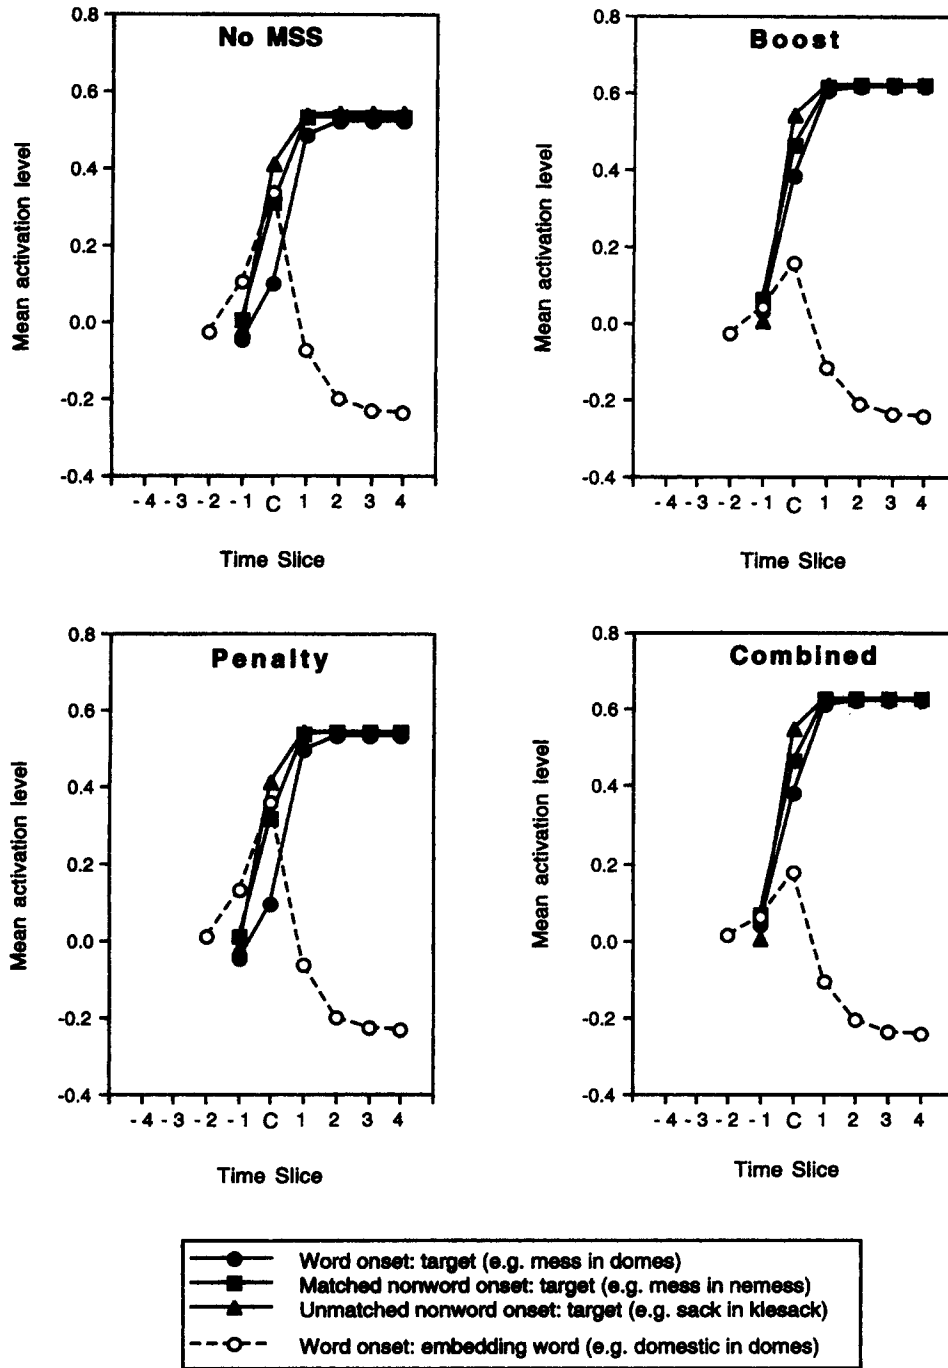 No MSS
0.8
0.6
0.4
0.2
0.0
-0.2
-0.4
Mean activation level
-4 -3 -2 -1 C 1 2 3 4
Time Slice
Boost
0.8
0.6
0.4
0.2
0.0
-0.2
-0.4
Mean activation level
-4 -3 -2 -1 C 1 2 3 4
Time Slice
Penalty
0.8
0.6
0.4
0.2
0.0
-0.2
-0.4
Mean activation level
-4 -3 -2 -1 C 1 2 3 4
Time Slice
Combined
0.8
0.6
0.4
0.2
0.0
-0.2
-0.4
Mean activation level
-4 -3 -2 -1 C 1 2 3 4
Time Slice
Word onset: target (e.g. mess in domes)
Matched nonword onset: target (e.g. mess in nemess)
Unmatched nonword onset: target (e.g. sack in klesack)
Word onset: embedding word (e.g. domestic in domes)